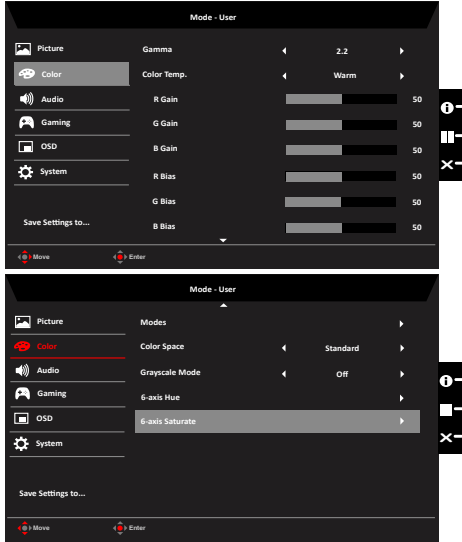 Mode - User
Picture
Gamma 2.2
Color
Color Temp. Warm
Audio
R Gain 50
Gaming
G Gain 50
OSD
B Gain 50
System
R Bias 50
G Bias 50
Save Settings to...
B Bias 50
Move Enter
Mode - User
Picture
Modes
Color
Color Space Standard
Audio
Grayscale Mode Off
Gaming
6-axis Hue
OSD
6-axis Saturate
System
Save Settings to...
Move Enter